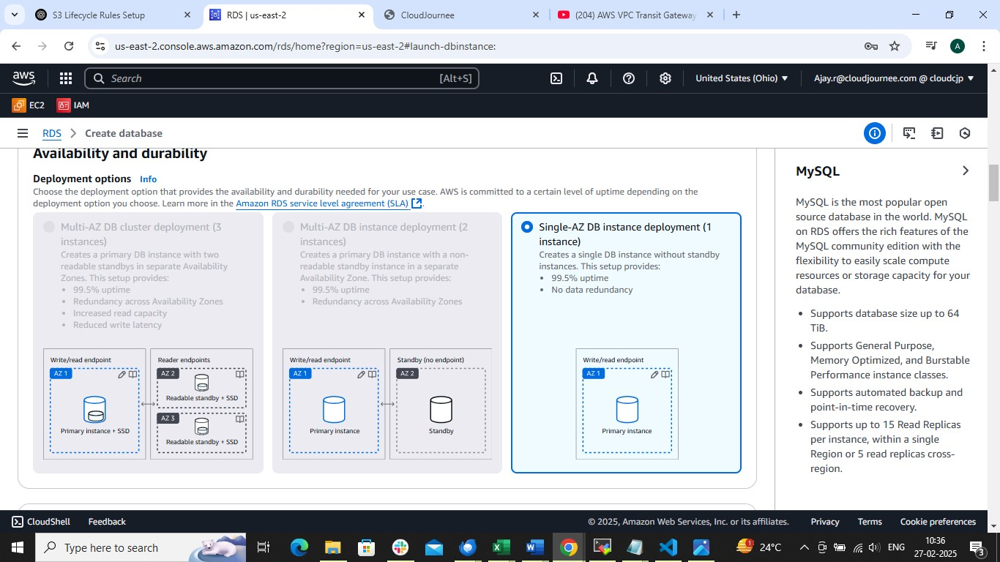 S3 Lifecycle Rules Setup
RDS | us-east-2
CloudJournee
(204) AWS VPC Transit Gateway
us-east-2.console.aws.amazon.com/rds/home?region=us-east-2#launch-dbinstance:
A
aws
Search
[Alt+S]
United States (Ohio)
Ajay.r@cloudjournee.com @ cloudcjp
EC2
IAM
RDS
Create database
Availability and durability
Deployment options Info
Choose the deployment option that provides the availability and durability needed for your use case. AWS is committed to a certain level of uptime depending on the
deployment option you choose. Learn more in the Amazon RDS service level agreement (SLA).
Multi-AZ DB cluster deployment (3
instances)
Creates a primary DB instance with two
readable standbys in separate Availability
Zones. This setup provides:
• 99.5% uptime
• Redundancy across Availability Zones
• Increased read capacity
• Reduced write latency
Write/read endpoint
AZ 1
Primary instance + SSD
Reader endpoints
AZ 2
Readable standby + SSD
AZ 3
Readable standby + SSD
Multi-AZ DB instance deployment (2
instances)
Creates a primary DB instance with a non-
readable standby instance in a separate
Availability Zone. This setup provides:
• 99.5% uptime
• Redundancy across Availability Zones
Write/read endpoint
AZ 1
Primary instance
Standby (no endpoint)
AZ 2
Standby
Single-AZ DB instance deployment (1
instance)
Creates a single DB instance without standby
instances. This setup provides:
• 99.5% uptime
• No data redundancy
Write/read endpoint
AZ 1
Primary instance
MySQL
MySQL is the most popular open
source database in the world. MySQL
on RDS offers the rich features of the
MySQL community edition with the
flexibility to easily scale compute
resources or storage capacity for your
database.
• Supports database size up to 64
TiB.
• Supports General Purpose,
Memory Optimized, and Burstable
Performance instance classes.
• Supports automated backup and
point-in-time recovery.
• Supports up to 15 Read Replicas
per instance, within a single
Region or 5 read replicas cross-
region.
CloudShell
Feedback
© 2025, Amazon Web Services, Inc. or its affiliates.
Privacy
Terms
Cookie preferences
Type here to search
1
24°C
ENG
10:36
27-02-2025
3